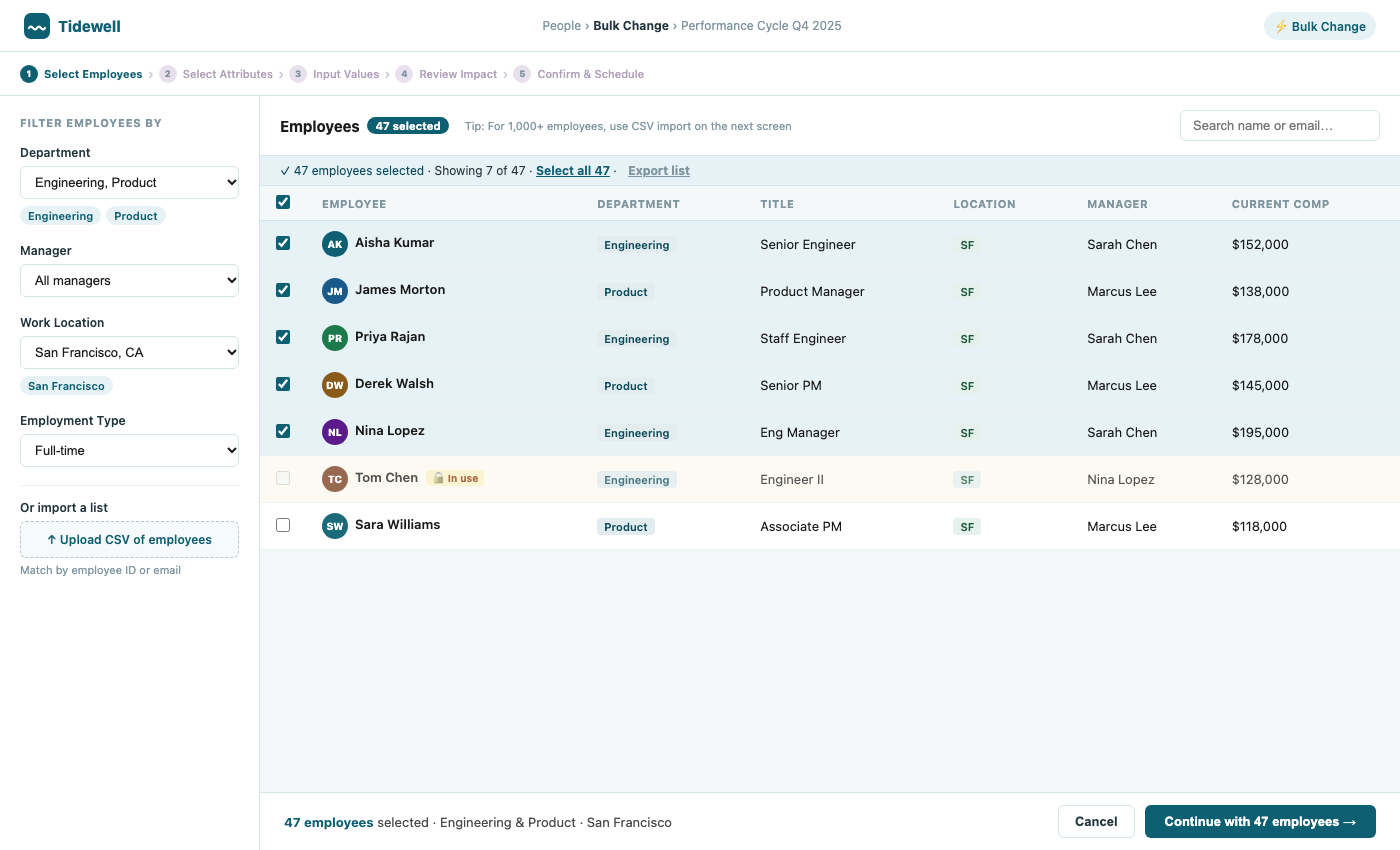 Tidewell
People › Bulk Change › Performance Cycle Q4 2025
⚡ Bulk Change
1 Select Employees › 2 Select Attributes › 3 Input Values › 4 Review Impact › 5 Confirm & Schedule
FILTER EMPLOYEES BY
Department
Engineering, Product
Engineering Product
Manager
All managers
Work Location
San Francisco, CA
San Francisco
Employment Type
Full-time
Or import a list
↑ Upload CSV of employees
Match by employee ID or email
Employees 47 selected Tip: For 1,000+ employees, use CSV import on the next screen
Search name or email...
✓ 47 employees selected · Showing 7 of 47 · Select all 47 · Export list
EMPLOYEE DEPARTMENT TITLE LOCATION MANAGER CURRENT COMP
AK Aisha Kumar Engineering Senior Engineer SF Sarah Chen $152,000
JM James Morton Product Product Manager SF Marcus Lee $138,000
PR Priya Rajan Engineering Staff Engineer SF Sarah Chen $178,000
DW Derek Walsh Product Senior PM SF Marcus Lee $145,000
NL Nina Lopez Engineering Eng Manager SF Sarah Chen $195,000
TC Tom Chen 🔒 In use Engineering Engineer II SF Nina Lopez $128,000
SW Sara Williams Product Associate PM SF Marcus Lee $118,000
47 employees selected · Engineering & Product · San Francisco
Cancel
Continue with 47 employees →